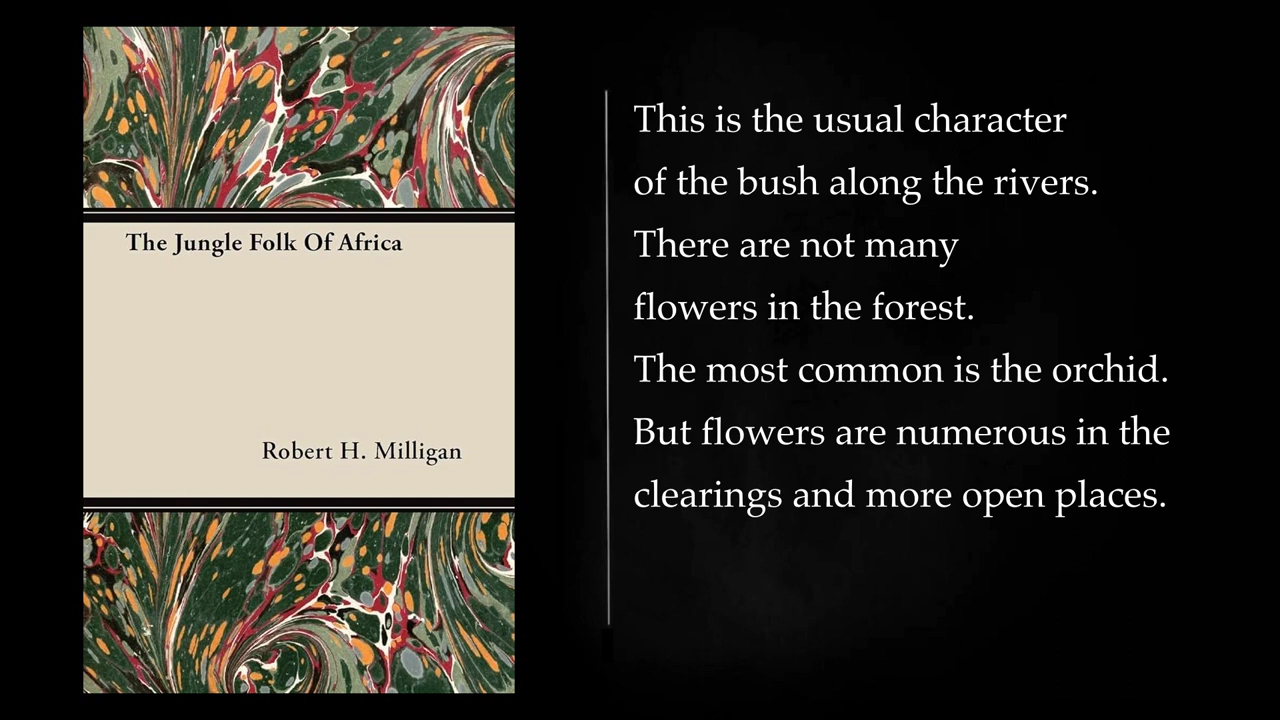 The Jungle Folk Of Africa
Robert H. Milligan
This is the usual character
of the bush along the rivers.
There are not many
flowers in the forest.
The most common is the orchid.
But flowers are numerous in the
clearings and more open places.